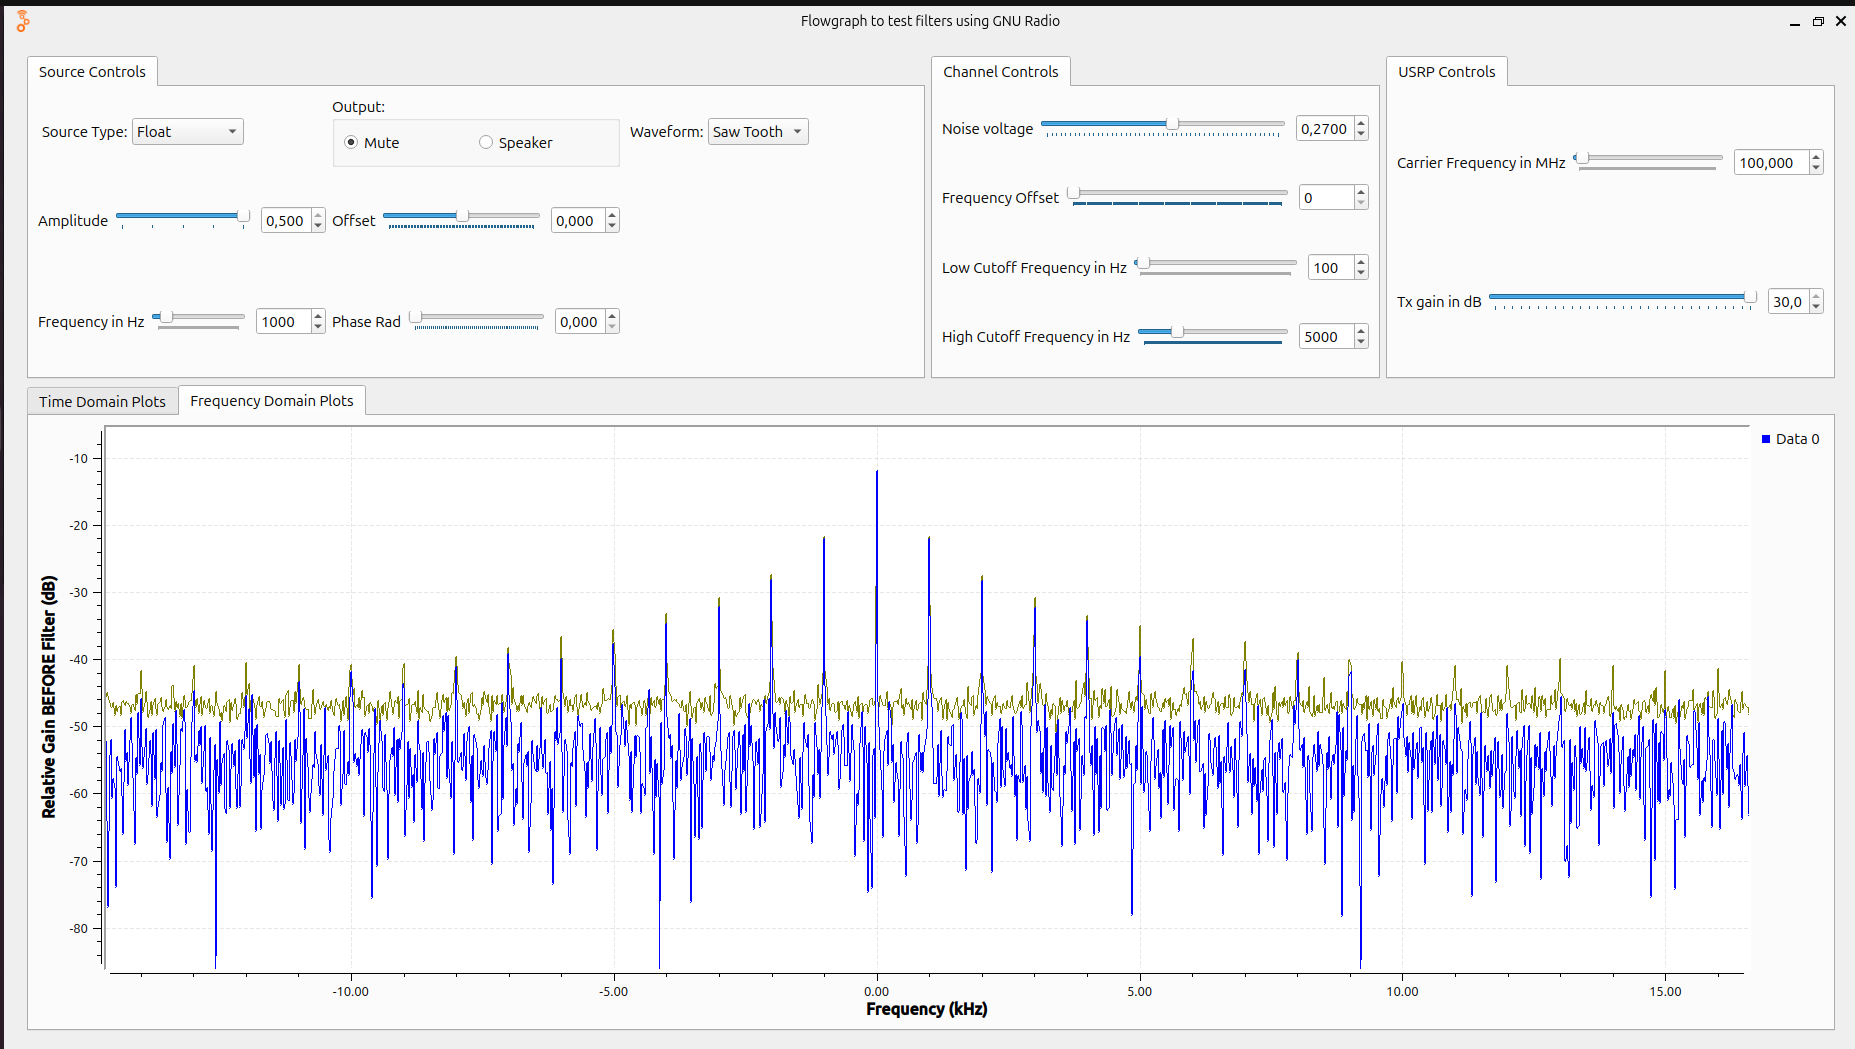 Flowgraph to test filters using GNU Radio
Source Controls
Source Type: Float
Output:
Mute
Speaker
Waveform: Saw Tooth
Amplitude 0,500
Offset 0,000
Frequency in Hz 1000
Phase Rad 0,000
Channel Controls
Noise voltage 0,2700
Frequency Offset 0
Low Cutoff Frequency in Hz 100
High Cutoff Frequency in Hz 5000
USRP Controls
Carrier Frequency in MHz 100,000
Tx gain in dB 30,0
Time Domain Plots
Frequency Domain Plots
Data 0
Relative Gain BEFORE Filter (dB)
-10
-20
-30
-40
-50
-60
-70
-80
-10.00
-5.00
0.00
5.00
10.00
15.00
Frequency (kHz)